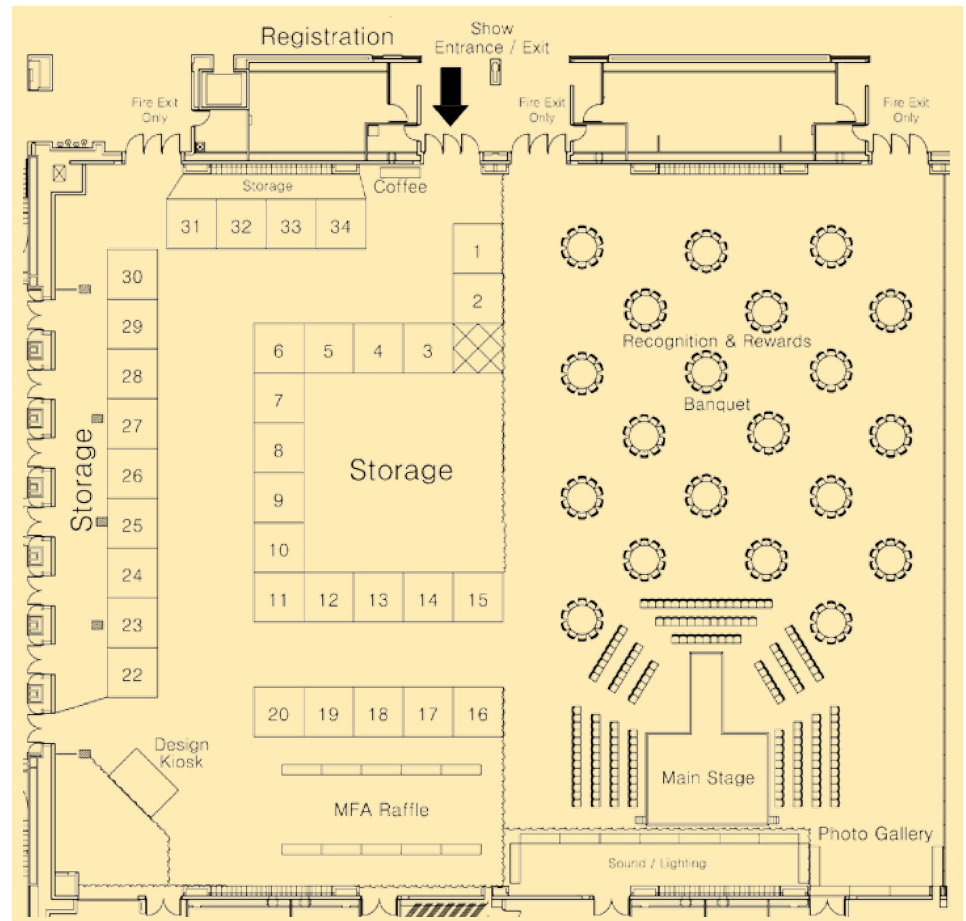 Registration
Show
Entrance / Exit
Fire Exit
Only
Fire Exit
Only
Fire Exit
Only
Storage
Coffee
31
32
33
34
1
30
2
29
6
5
4
3
Recognition & Rewards
28
7
Banquet
27
8
Storage
Storage
26
9
25
10
24
11
12
13
14
15
23
22
20
19
18
17
16
Design
Kiosk
Main Stage
MFA Raffle
Photo Gallery
Sound / Lighting